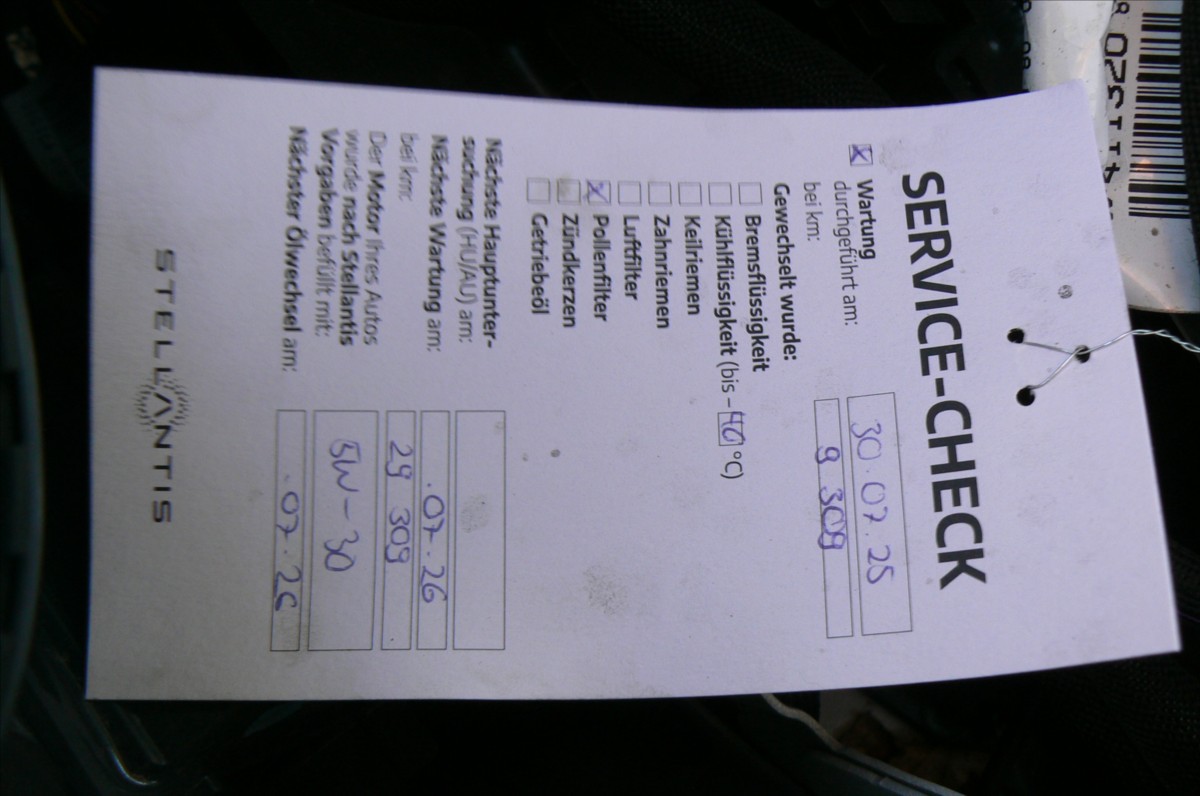 SERVICE-CHECK
x Wartung
durchgeführt am: 30.07.25
bei km: 9 309
Gewechselt wurde:
Bremsflüssigkeit
Kühlflüssigkeit (bis -40 °C)
Keilriemen
Zahnriemen
Luftfilter
x Pollenfilter
Zündkerzen
Getriebeöl
Nächste Hauptunter-
suchung (HU/AU) am:
Nächste Wartung am: .07.26
bei km: 29 309
Der Motor Ihres Autos
wurde nach Stellantis
Vorgaben befüllt mit: 5W-30
Nächster Ölwechsel am: .07.26
STELLANTIS